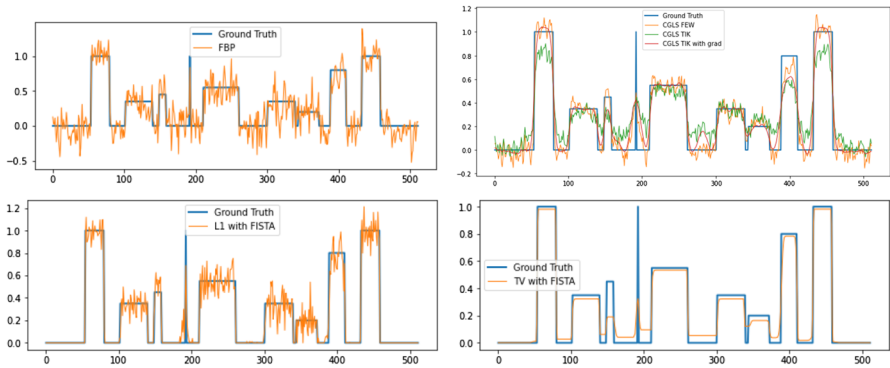 Ground Truth
FBP
1.0
0.5
0.0
−0.5
0 100 200 300 400 500
Ground Truth
CGLS FEW
CGLS TIK
CGLS TIK with grad
1.2
1.0
0.8
0.6
0.4
0.2
0.0
−0.2
0 100 200 300 400 500
Ground Truth
L1 with FISTA
1.2
1.0
0.8
0.6
0.4
0.2
0.0
0 100 200 300 400 500
Ground Truth
TV with FISTA
1.0
0.8
0.6
0.4
0.2
0.0
0 100 200 300 400 500